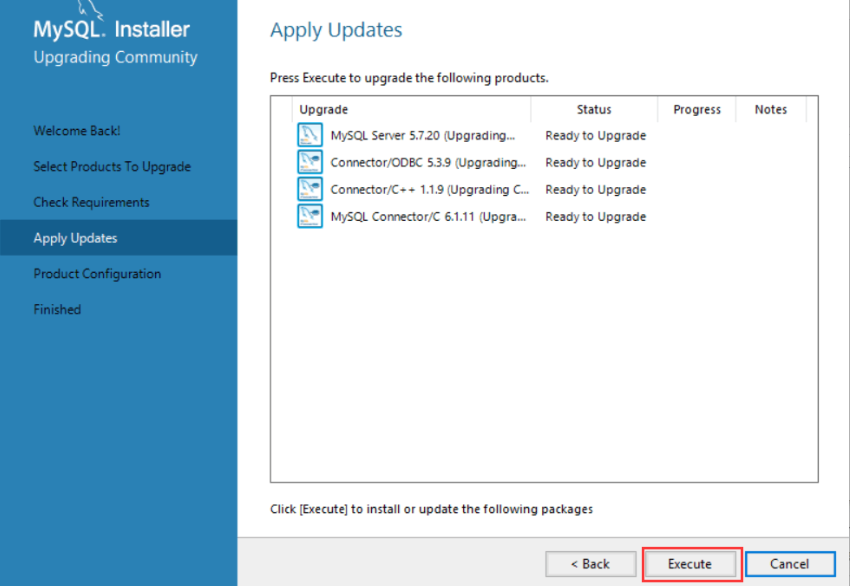 MySQL. Installer
Upgrading Community
Welcome Back!
Select Products To Upgrade
Check Requirements
Apply Updates
Product Configuration
Finished
Apply Updates
Press Execute to upgrade the following products.
Upgrade Status Progress Notes
MySQL Server 5.7.20 (Upgrading... Ready to Upgrade
Connector/ODBC 5.3.9 (Upgrading... Ready to Upgrade
Connector/C++ 1.1.9 (Upgrading C... Ready to Upgrade
MySQL Connector/C 6.1.11 (Upgra... Ready to Upgrade
Click [Execute] to install or update the following packages
< Back Execute Cancel